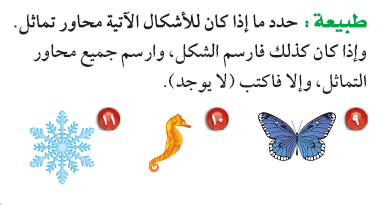 طبيعة : حدد ما إذا كان للأشكال الآتية محاور تماثل.
وإذا كان كذلك فارسم الشكل، وارسم جميع محاور
التماثل، وإلا فاكتب (لا يوجد).
٩ ١٠ ١١